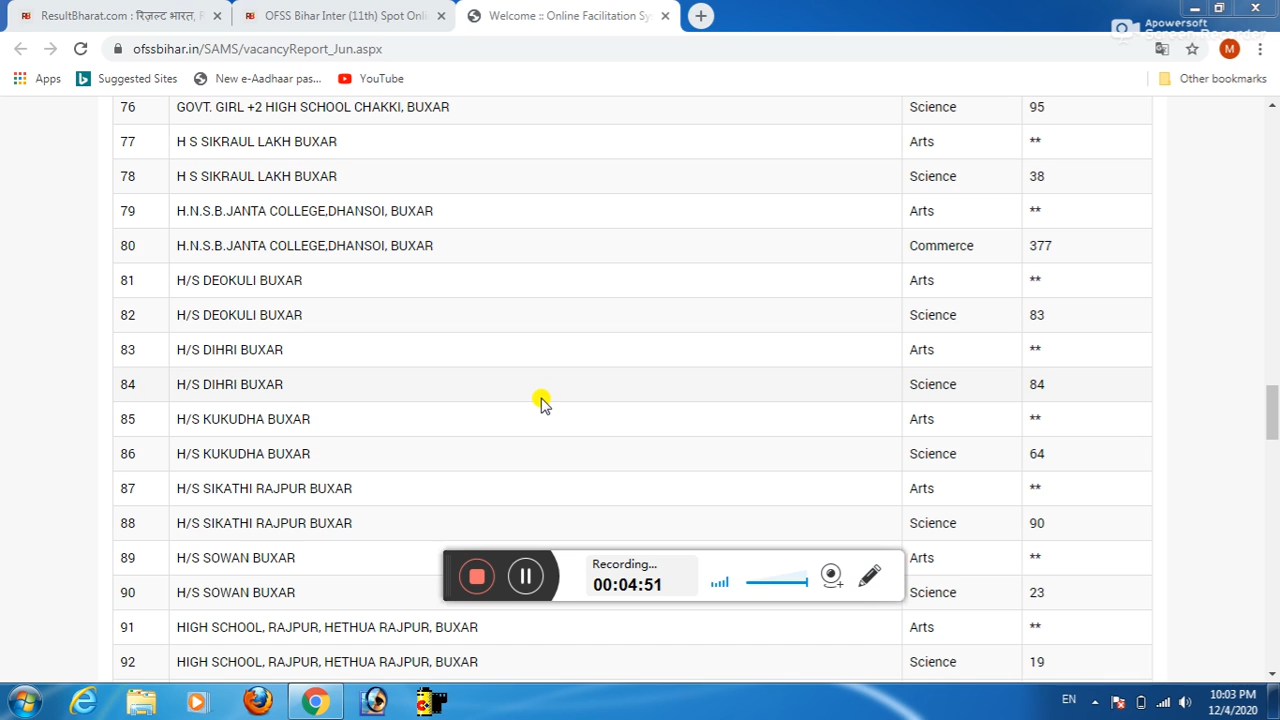 ResultBharat.com : रिज़ल्ट भारत, R
OFSS Bihar Inter (11th) Spot Onli
Welcome :: Online Facilitation Sy
Apowersoft
Screen Recorder
ofssbihar.in/SAMS/vacancyReport_Jun.aspx
M
Apps
Suggested Sites
New e-Aadhaar pas...
YouTube
Other bookmarks
76 GOVT. GIRL +2 HIGH SCHOOL CHAKKI, BUXAR Science 95
77 H S SIKRAUL LAKH BUXAR Arts **
78 H S SIKRAUL LAKH BUXAR Science 38
79 H.N.S.B.JANTA COLLEGE,DHANSOI, BUXAR Arts **
80 H.N.S.B.JANTA COLLEGE,DHANSOI, BUXAR Commerce 377
81 H/S DEOKULI BUXAR Arts **
82 H/S DEOKULI BUXAR Science 83
83 H/S DIHRI BUXAR Arts **
84 H/S DIHRI BUXAR Science 84
85 H/S KUKUDHA BUXAR Arts **
86 H/S KUKUDHA BUXAR Science 64
87 H/S SIKATHI RAJPUR BUXAR Arts **
88 H/S SIKATHI RAJPUR BUXAR Science 90
89 H/S SOWAN BUXAR Arts **
Recording...
00:04:51
90 H/S SOWAN BUXAR Science 23
91 HIGH SCHOOL, RAJPUR, HETHUA RAJPUR, BUXAR Arts **
92 HIGH SCHOOL, RAJPUR, HETHUA RAJPUR, BUXAR Science 19
EN
10:03 PM
12/4/2020